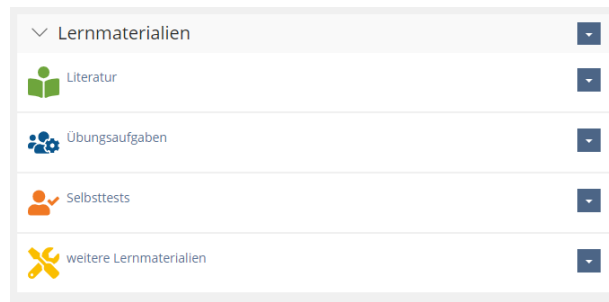 Lernmaterialien
Literatur
Übungsaufgaben
Selbsttests
weitere Lernmaterialien